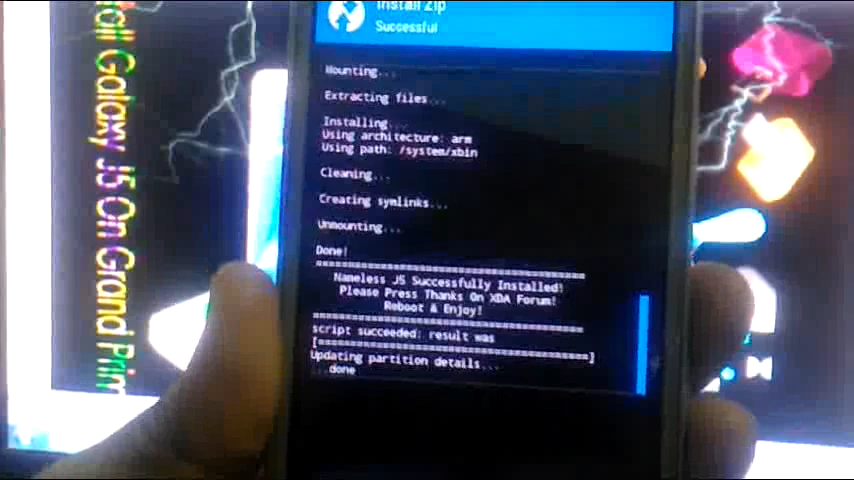 Install Zip
Successful
Mounting...
Extracting files...
Installing...
Using architecture: arm
Using path: /system/xbin
Cleaning...
Creating symlinks...
Unmounting...
Done!
==========================================
Nameless J5 Successfully Installed!
Please Press Thanks On XDA Forum!
Reboot & Enjoy!
==========================================
script succeeded: result was
[==========================================]
Updating partition details...
...done
Galaxy J5 On Grand Prim